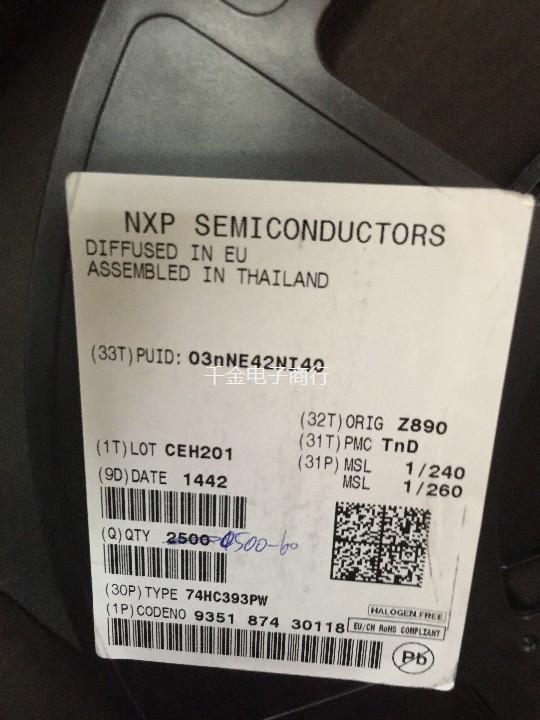 NXP SEMICONDUCTORS
DIFFUSED IN EU
ASSEMBLED IN THAILAND
(33T)PUID: 03nNE42NI40
千金电子商行
(32T)ORIG Z890
(31T)PMC TnD
(1T)LOT CEH201
(31P)MSL 1/240
MSL 1/260
(9D)DATE 1442
(Q)QTY 2500
(30P)TYPE 74HC393PW
HALOGEN FREE
(1P)CODENO 9351 874 30118
EU/CN RoHS COMPLIANT
Pb